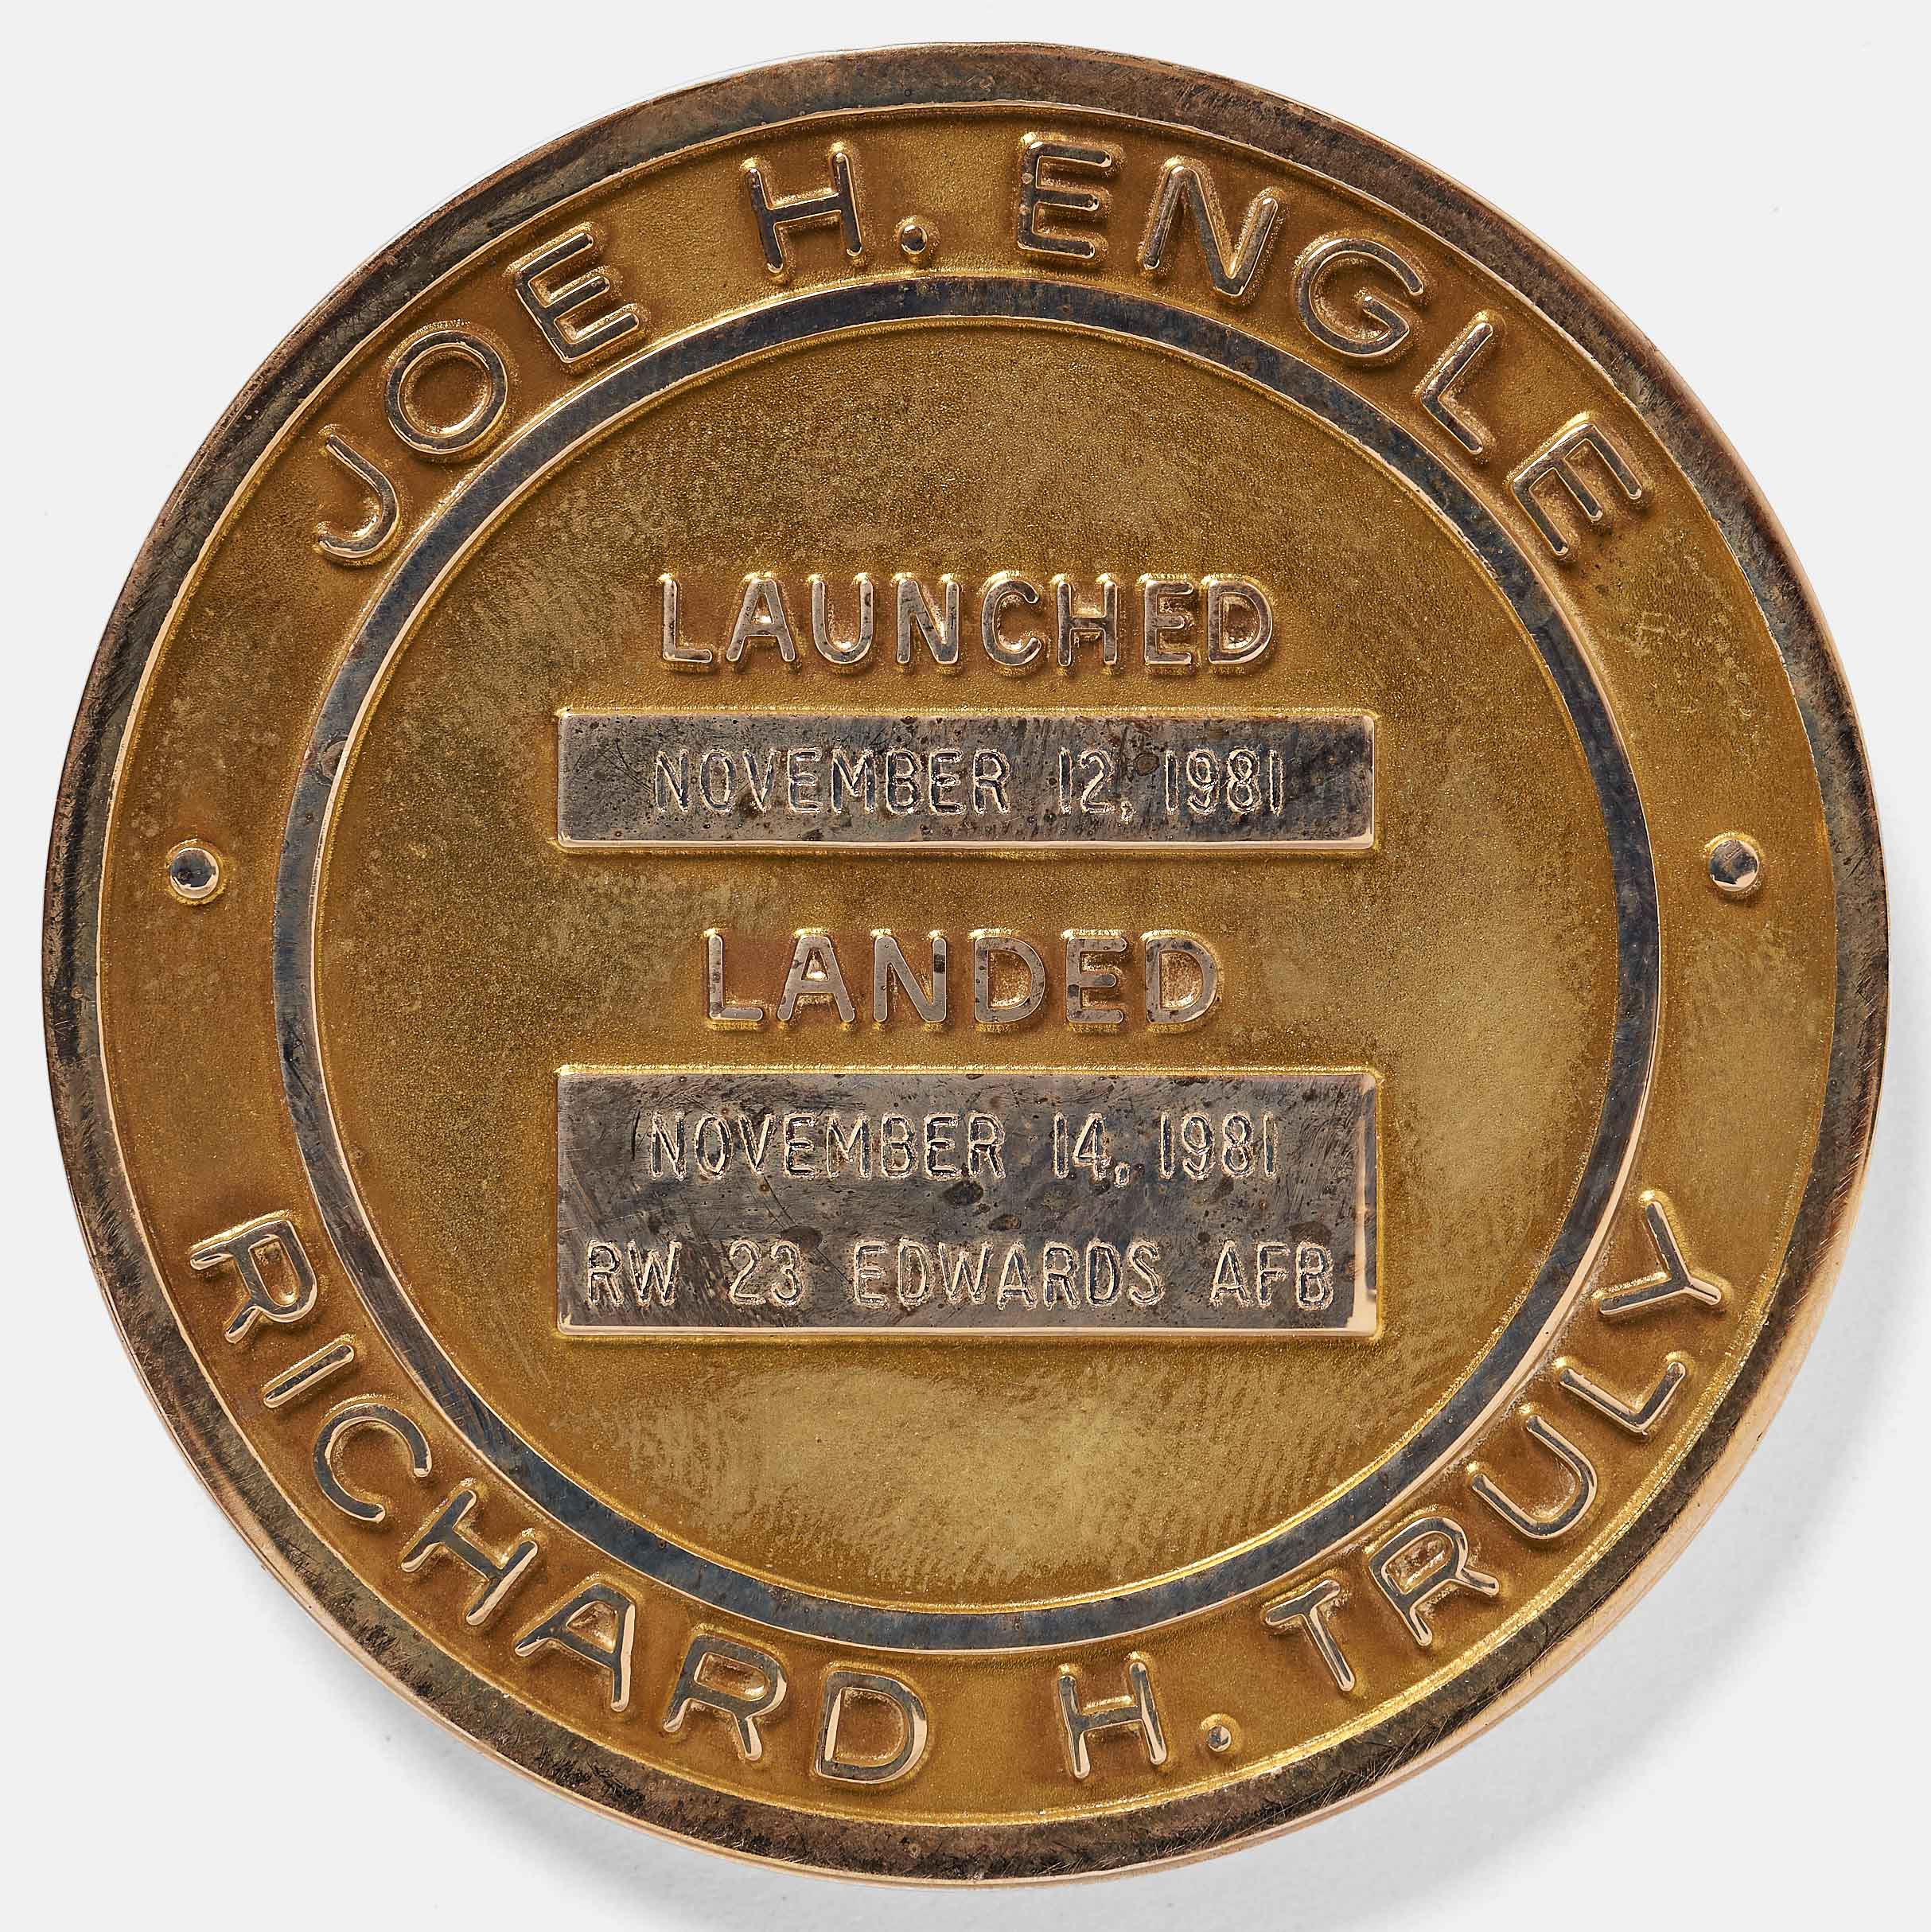 JOE H. ENGLE
LAUNCHED
NOVEMBER 12, 1981
LANDED
NOVEMBER 14, 1981
RW 23 EDWARDS AFB
RICHARD H. TRULY